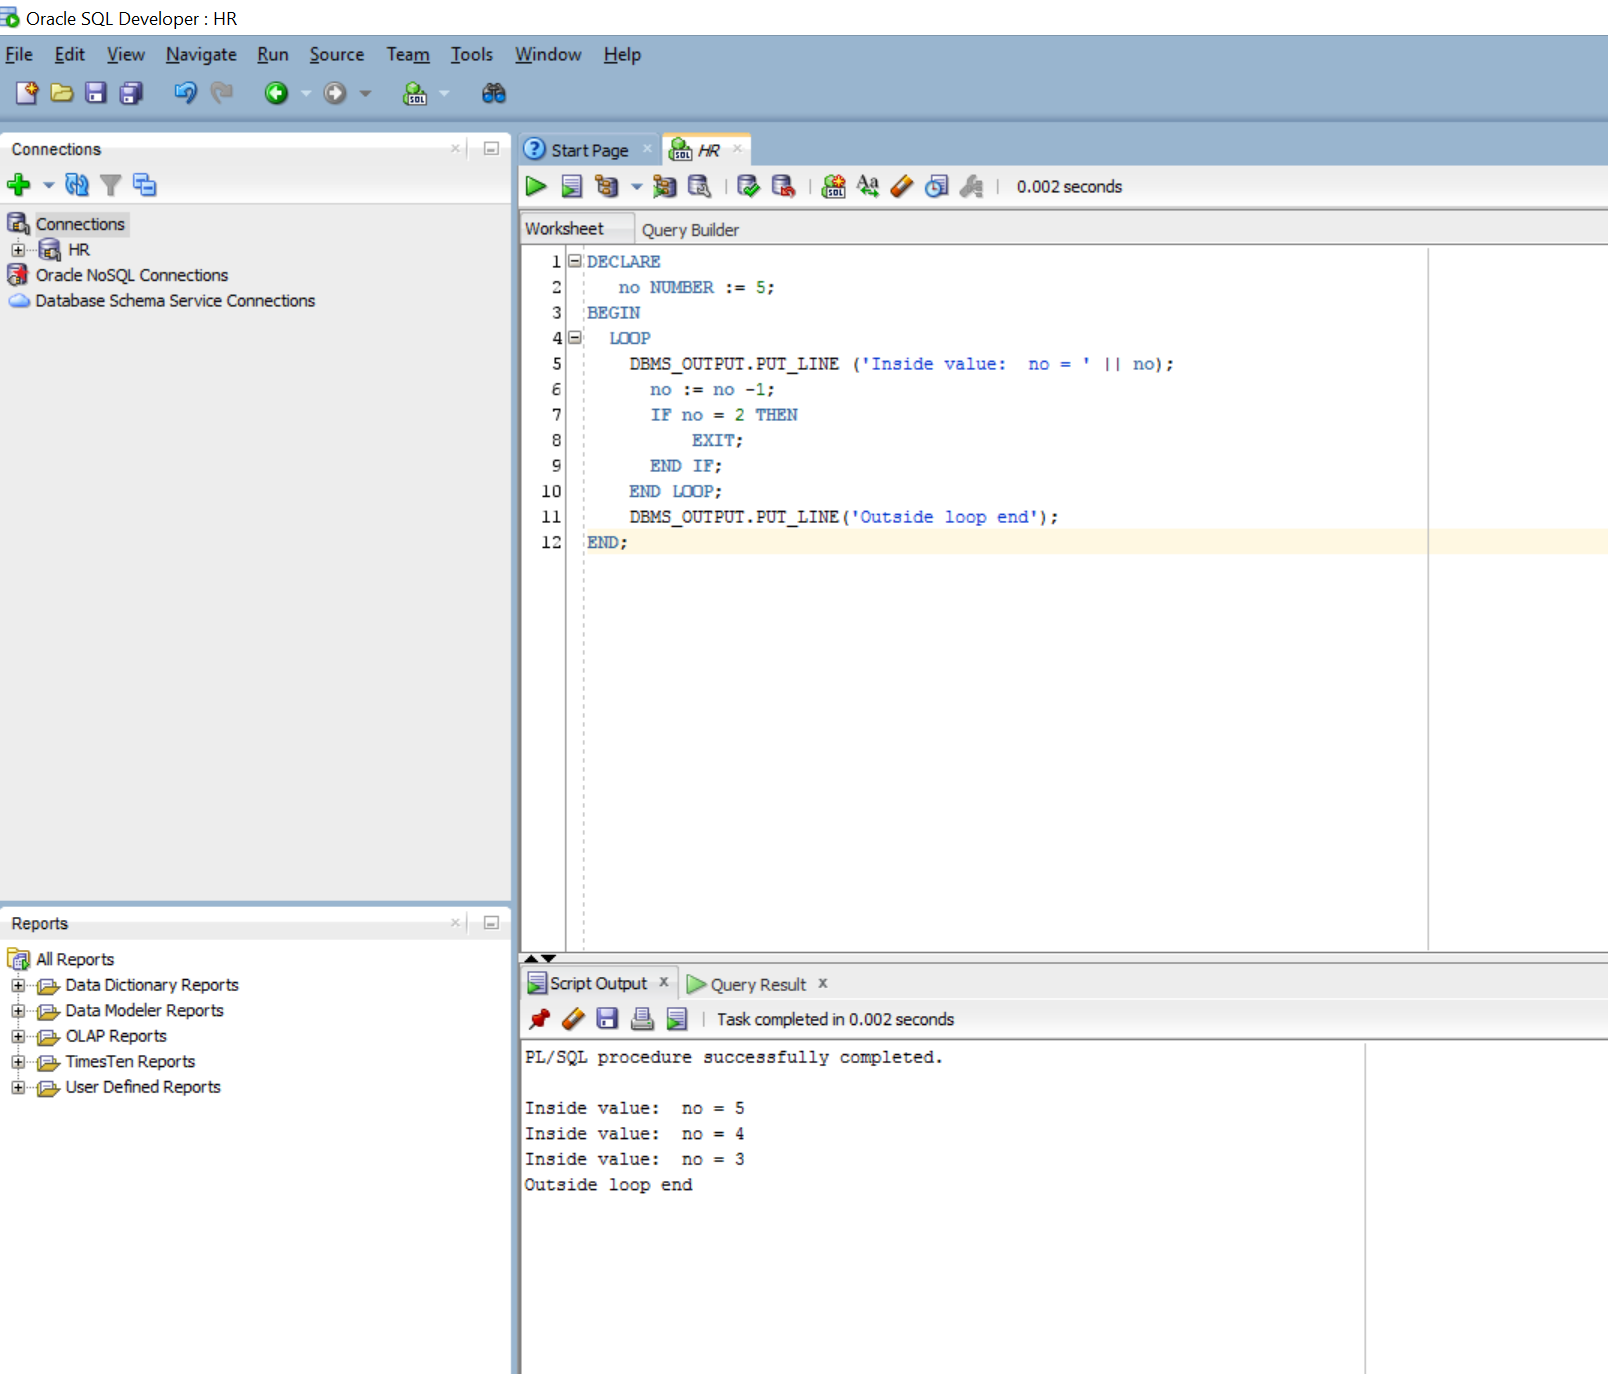 Oracle SQL Developer : HR
File Edit View Navigate Run Source Team Tools Window Help
Connections
Connections
HR
Oracle NoSQL Connections
Database Schema Service Connections
Reports
All Reports
Data Dictionary Reports
Data Modeler Reports
OLAP Reports
TimesTen Reports
User Defined Reports
Start Page HR
0.002 seconds
Worksheet Query Builder
1 DECLARE
2 no NUMBER := 5;
3 BEGIN
4 LOOP
5 DBMS_OUTPUT.PUT_LINE ('Inside value:  no = ' || no);
6 no := no -1;
7 IF no = 2 THEN
8 EXIT;
9 END IF;
10 END LOOP;
11 DBMS_OUTPUT.PUT_LINE('Outside loop end');
12 END;
Script Output Query Result
Task completed in 0.002 seconds
PL/SQL procedure successfully completed.
Inside value:  no = 5
Inside value:  no = 4
Inside value:  no = 3
Outside loop end